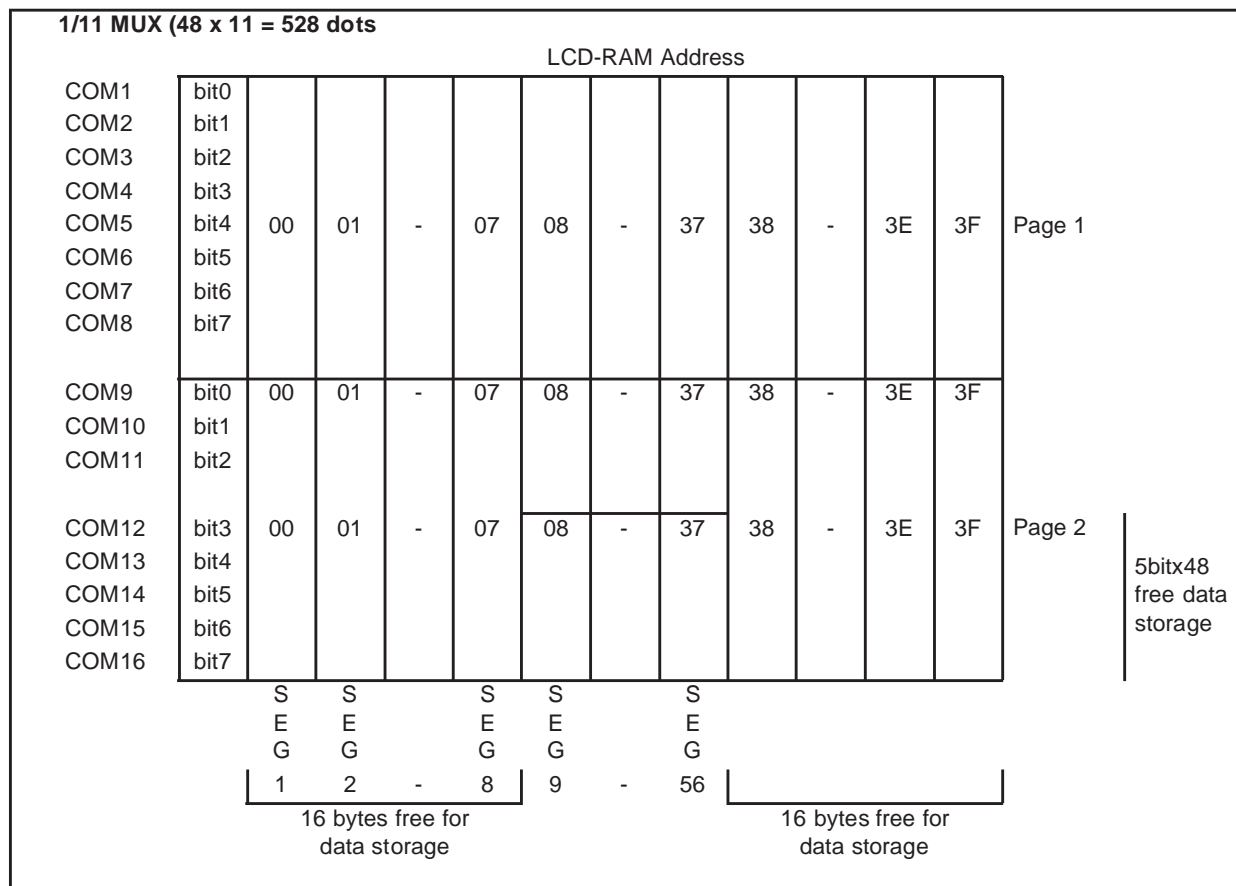 1/11 MUX (48 x 11 = 528 dots
LCD-RAM Address
COM1 bit0
COM2 bit1
COM3 bit2
COM4 bit3
COM5 bit4 00 01 - 07 08 - 37 38 - 3E 3F Page 1
COM6 bit5
COM7 bit6
COM8 bit7
COM9 bit0 00 01 - 07 08 - 37 38 - 3E 3F
COM10 bit1
COM11 bit2
COM12 bit3 00 01 - 07 08 - 37 38 - 3E 3F Page 2
COM13 bit4
COM14 bit5
COM15 bit6
COM16 bit7
5bitx48
free data
storage
S S S S S
E E E E E
G G G G G
1 2 - 8 9 - 56
16 bytes free for
data storage
16 bytes free for
data storage